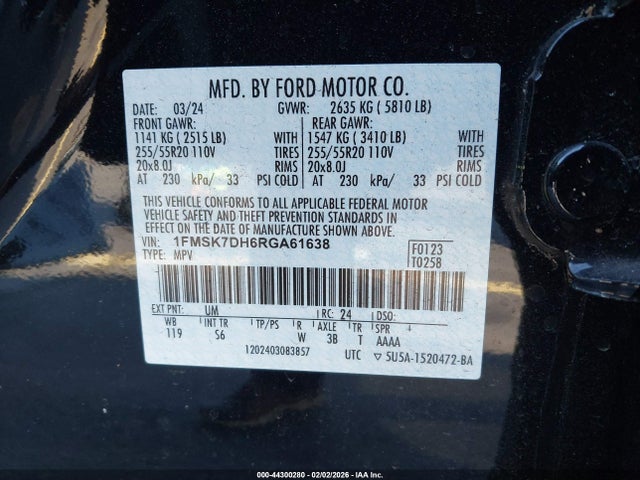 MFD. BY FORD MOTOR CO.
DATE: 03/24 GVWR: 2635 KG ( 5810 LB)
FRONT GAWR: REAR GAWR:
1141 KG ( 2515 LB) WITH 1547 KG ( 3410 LB) WITH
255/55R20 110V TIRES 255/55R20 110V TIRES
20x8.0J RIMS 20x8.0J RIMS
AT 230 kPa/ 33 PSI COLD AT 230 kPa/ 33 PSI COLD
THIS VEHICLE CONFORMS TO ALL APPLICABLE FEDERAL MOTOR
VEHICLE SAFETY AND THEFT PREVENTION STANDARDS IN
EFFECT ON THE DATE OF MANUFACTURE SHOWN ABOVE.
VIN: 1FMSK7DH6RGA61638 F0123
TYPE: MPV T0258
EXT PNT: UM RC: 24 DSO:
WB INT TR TP/PS R AXLE TR SPR
119 S6 W 3B T AAAA
1202403083857 UTC 5U5A-1520472-BA
000-44300280 - 02/02/2026 - IAA Inc.